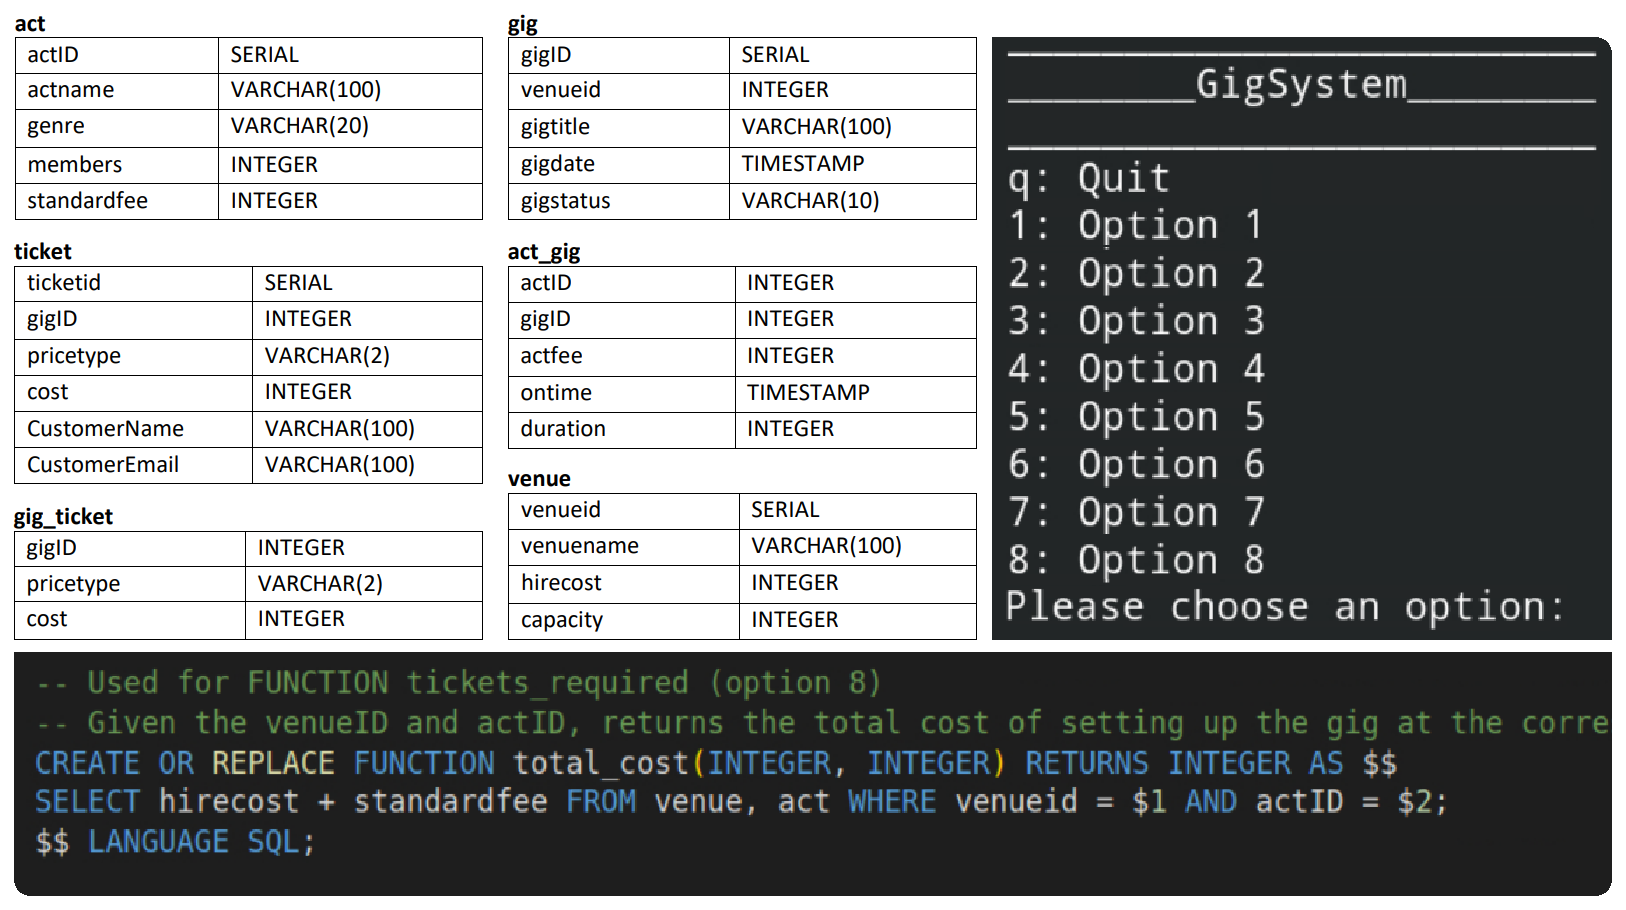 act
actID SERIAL
actname VARCHAR(100)
genre VARCHAR(20)
members INTEGER
standardfee INTEGER
ticket
ticketid SERIAL
gigID INTEGER
pricetype VARCHAR(2)
cost INTEGER
CustomerName VARCHAR(100)
CustomerEmail VARCHAR(100)
gig_ticket
gigID INTEGER
pricetype VARCHAR(2)
cost INTEGER
gig
gigID SERIAL
venueid INTEGER
gigtitle VARCHAR(100)
gigdate TIMESTAMP
gigstatus VARCHAR(10)
act_gig
actID INTEGER
gigID INTEGER
actfee INTEGER
ontime TIMESTAMP
duration INTEGER
venue
venueid SERIAL
venuename VARCHAR(100)
hirecost INTEGER
capacity INTEGER
_________________________
________GigSystem________
_________________________
q: Quit
1: Option 1
2: Option 2
3: Option 3
4: Option 4
5: Option 5
6: Option 6
7: Option 7
8: Option 8
Please choose an option:
-- Used for FUNCTION tickets_required (option 8)
-- Given the venueID and actID, returns the total cost of setting up the gig at the corre
CREATE OR REPLACE FUNCTION total_cost(INTEGER, INTEGER) RETURNS INTEGER AS $$
SELECT hirecost + standardfee FROM venue, act WHERE venueid = $1 AND actID = $2;
$$ LANGUAGE SQL;